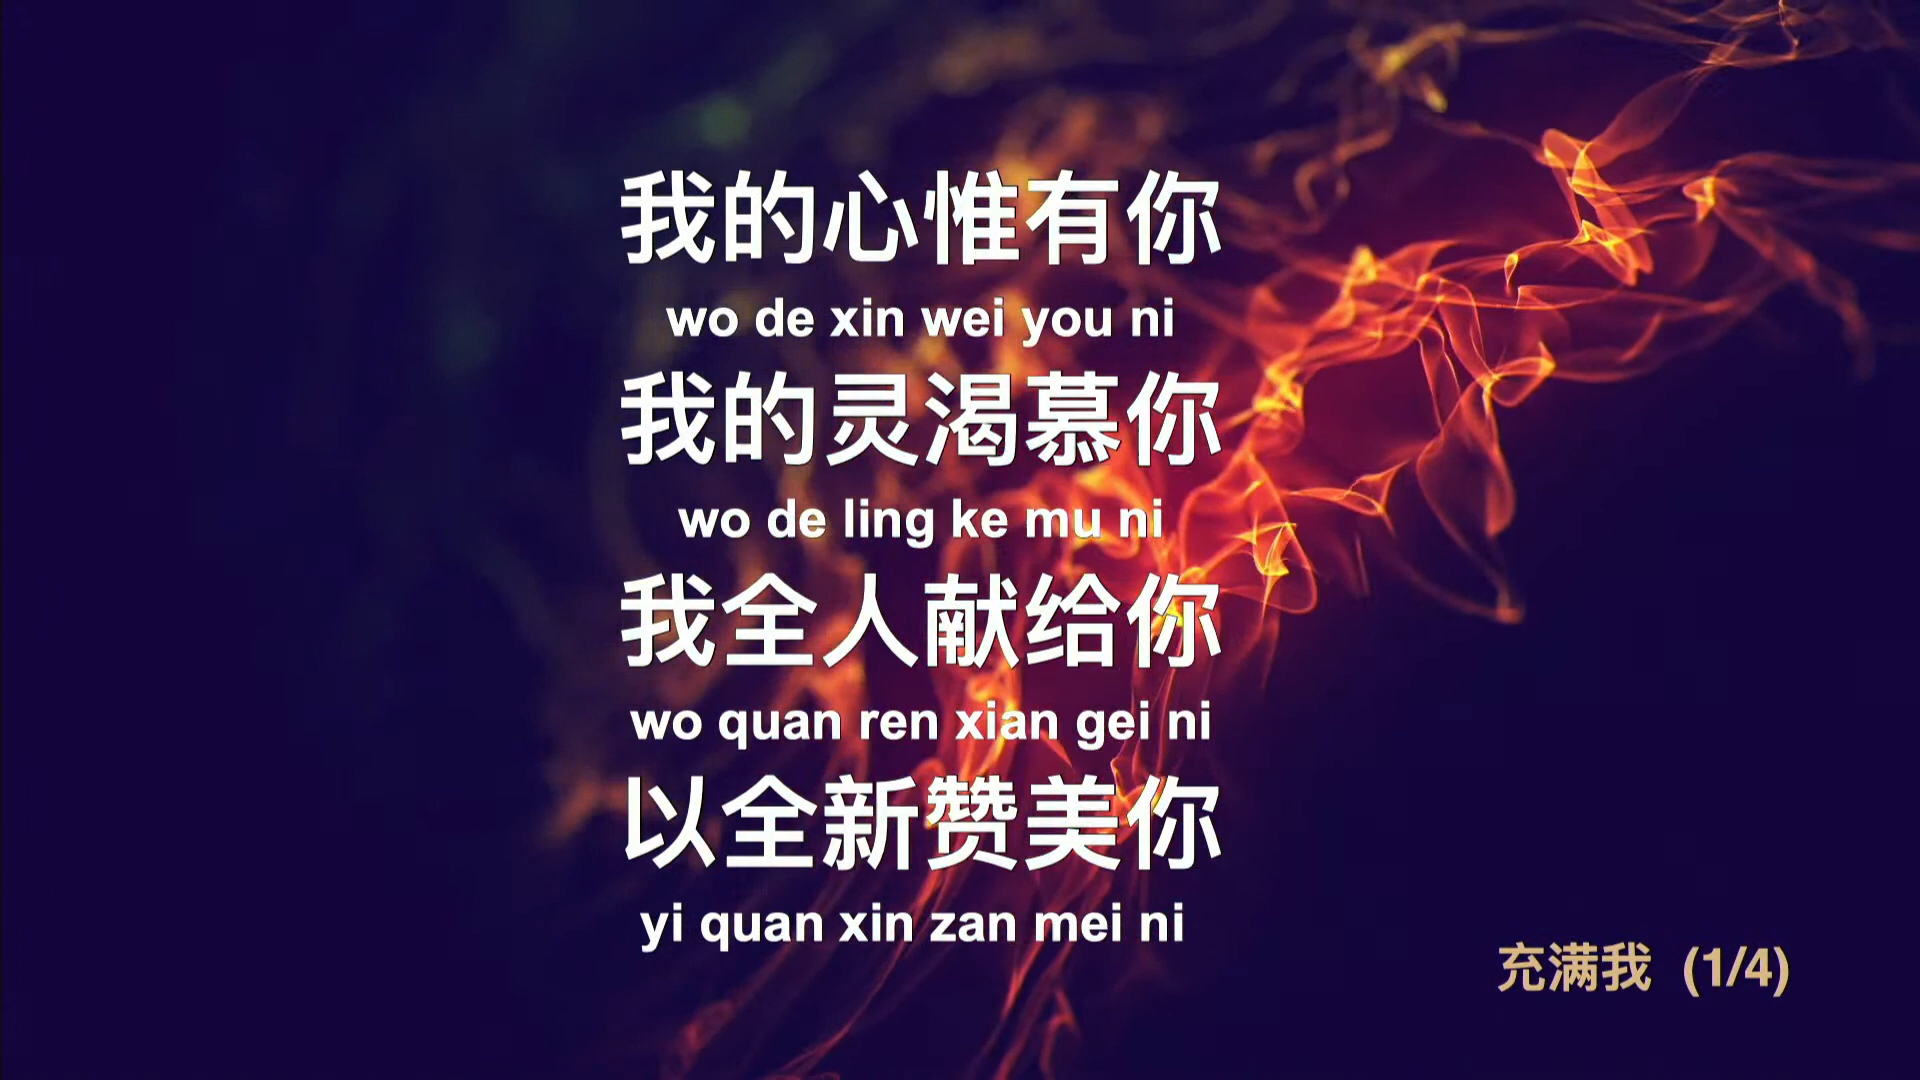 我的心惟有你
wo de xin wei you ni
我的灵渴慕你
wo de ling ke mu ni
我全人献给你
wo quan ren xian gei ni
以全新赞美你
yi quan xin zan mei ni
充满我 (1/4)